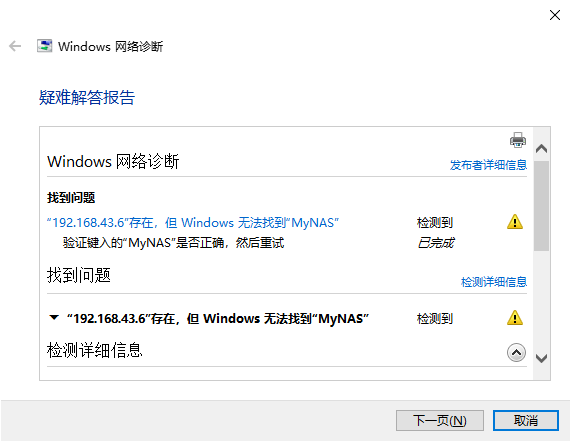 Windows 网络诊断
疑难解答报告
Windows 网络诊断
发布者详细信息
找到问题
“192.168.43.6”存在，但 Windows 无法找到“MyNAS”
检测到
验证键入的“MyNAS”是否正确，然后重试
已完成
找到问题
检测详细信息
“192.168.43.6”存在，但 Windows 无法找到“MyNAS”
检测到
检测详细信息
下一页(N)
取消